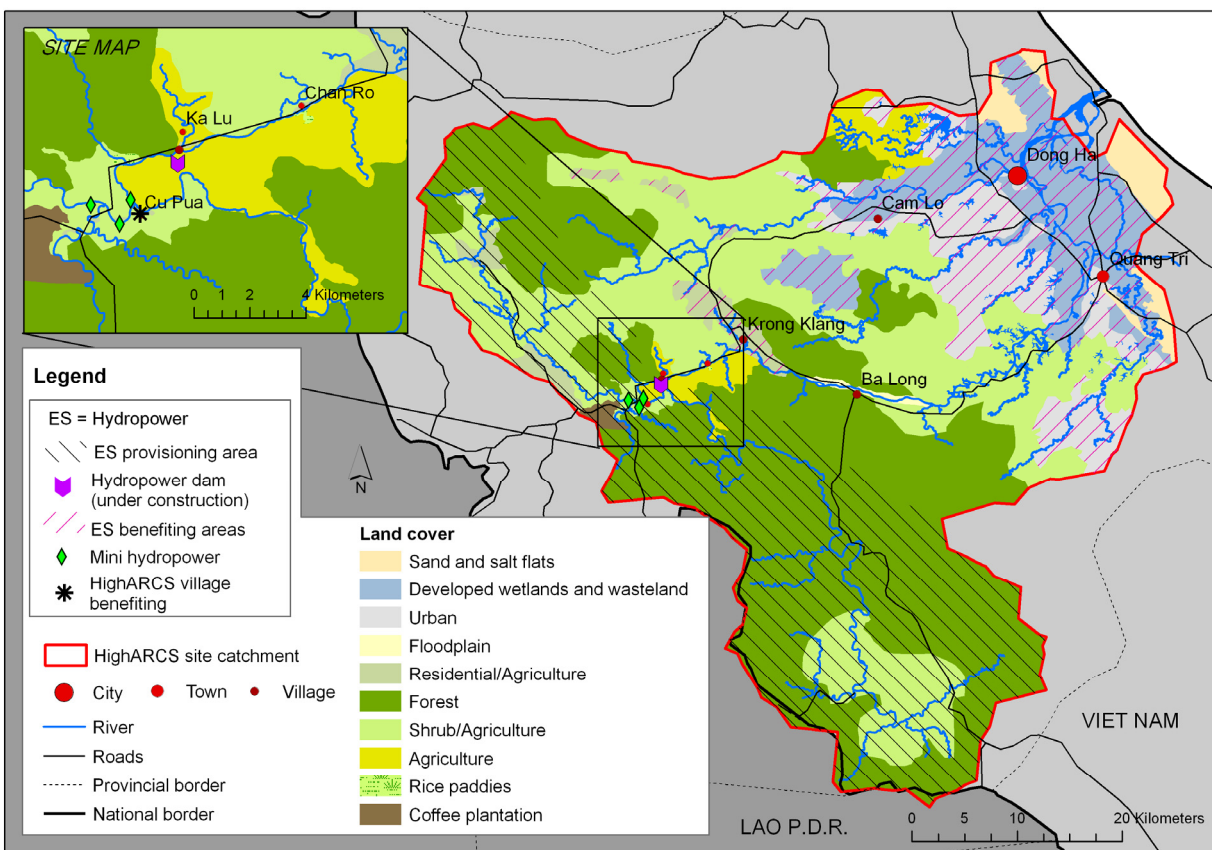 SITE MAP
Chan Ro
Ka Lu
Cu Pua
0 1 2 4 Kilometers
Dong Ha
Cam Lo
Quang Tri
Krong Klang
Ba Long
N
VIET NAM
LAO P.D.R.
0 5 10 20 Kilometers
Legend
ES = Hydropower
ES provisioning area
Hydropower dam
(under construction)
ES benefiting areas
Mini hydropower
HighARCS village
benefiting
HighARCS site catchment
City Town Village
River
Roads
Provincial border
National border
Land cover
Sand and salt flats
Developed wetlands and wasteland
Urban
Floodplain
Residential/Agriculture
Forest
Shrub/Agriculture
Agriculture
Rice paddies
Coffee plantation